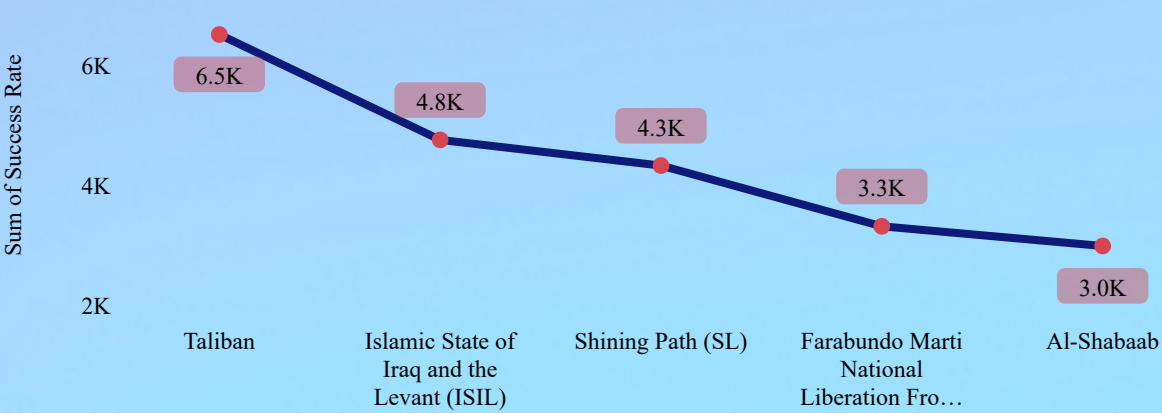 Sum of Success Rate
6K
4K
2K
6.5K
4.8K
4.3K
3.3K
3.0K
Taliban
Islamic State of
Iraq and the
Levant (ISIL)
Shining Path (SL)
Farabundo Marti
National
Liberation Fro…
Al-Shabaab